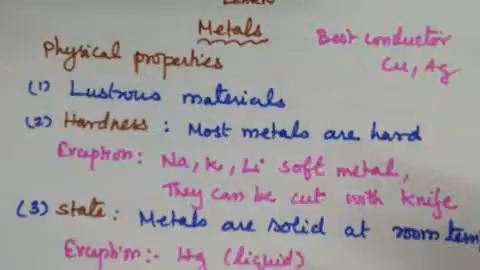 Metals
Best conductor
Cu, Ag
Physical properties
(1) Lustrous materials
(2) Hardness : Most metals are hard
Exception : Na, K, Li soft metal,
They can be cut with knife
(3) State : Metals are solid at room tem
Exception :- Hg (liquid)